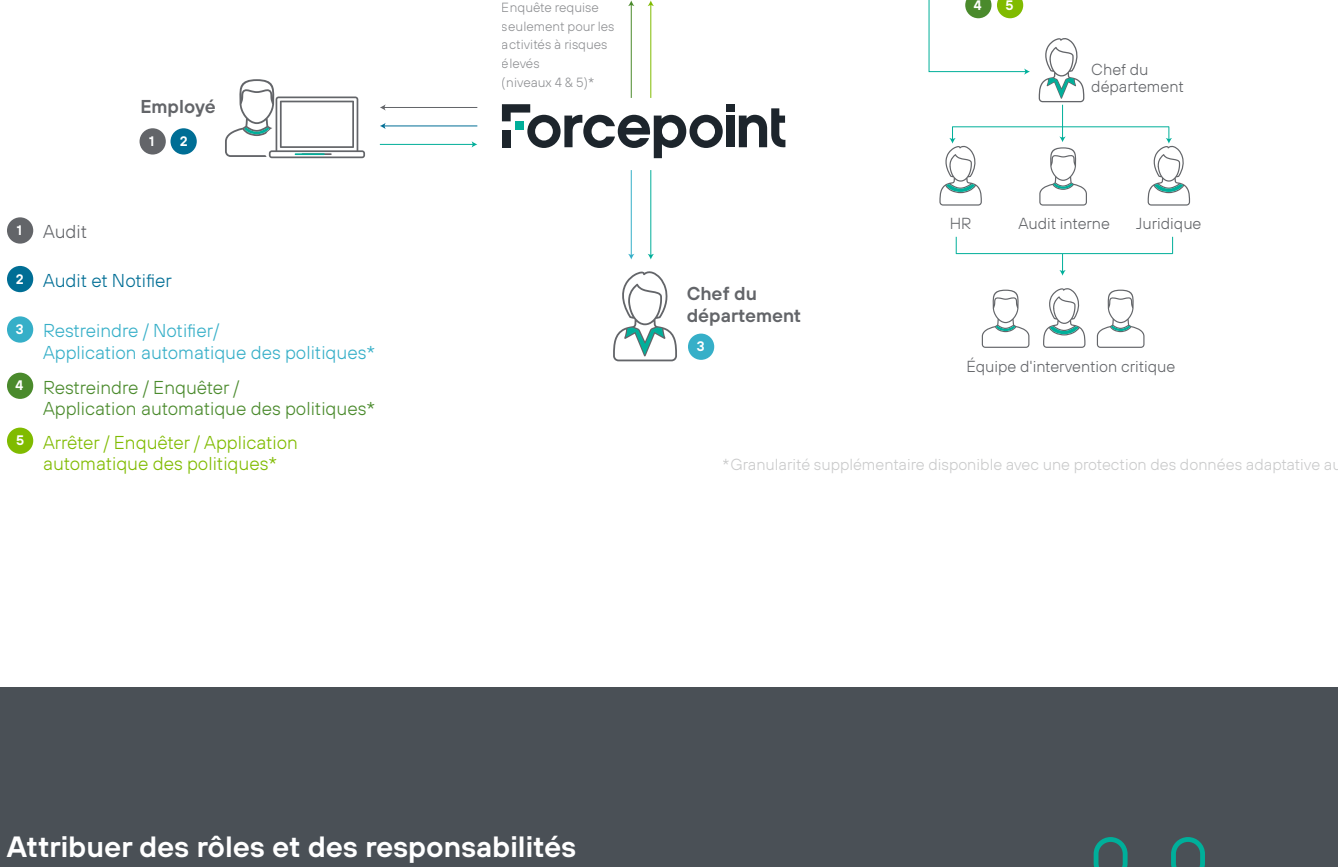 Enquête requise
seulement pour les
activités à risques
élevés
(niveaux 4 & 5)*
4 5
Chef du
département
Employé
1 2
Forcepoint
HR
Audit interne
Juridique
1 Audit
2 Audit et Notifier
3 Restreindre / Notifier/
Application automatique des politiques*
4 Restreindre / Enquêter /
Application automatique des politiques*
5 Arrêter / Enquêter / Application
automatique des politiques*
Chef du
département
3
Équipe d'intervention critique
*Granularité supplémentaire disponible avec une protection des données adaptative au
Attribuer des rôles et des responsabilités